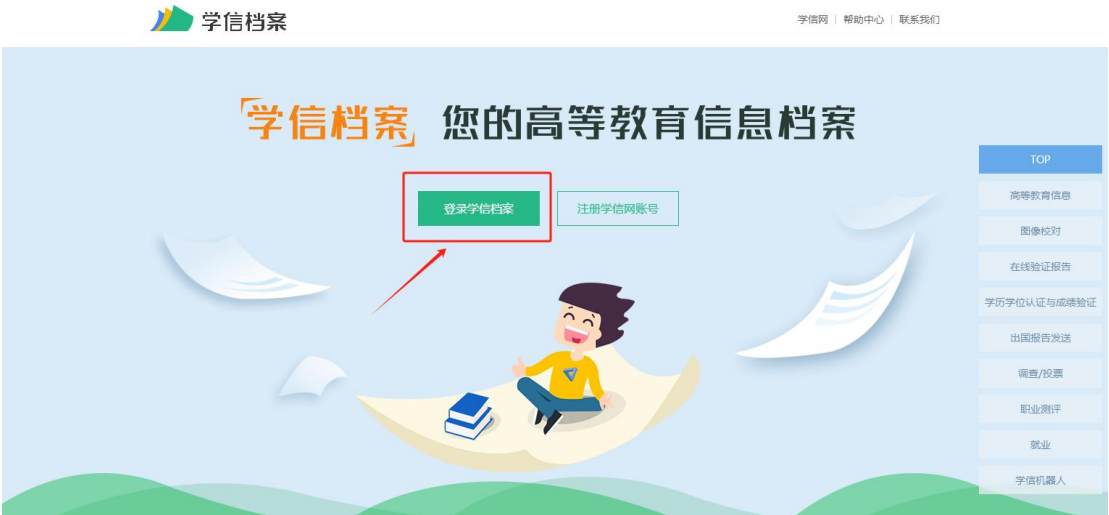 学信档案
学信网 | 帮助中心 | 联系我们
「学信档案」 您的高等教育信息档案
登录学信档案
注册学信网账号
TOP
高等教育信息
图像校对
在线验证报告
学历学位认证与成绩验证
出国报告发送
调查/投票
职业测评
就业
学信机器人